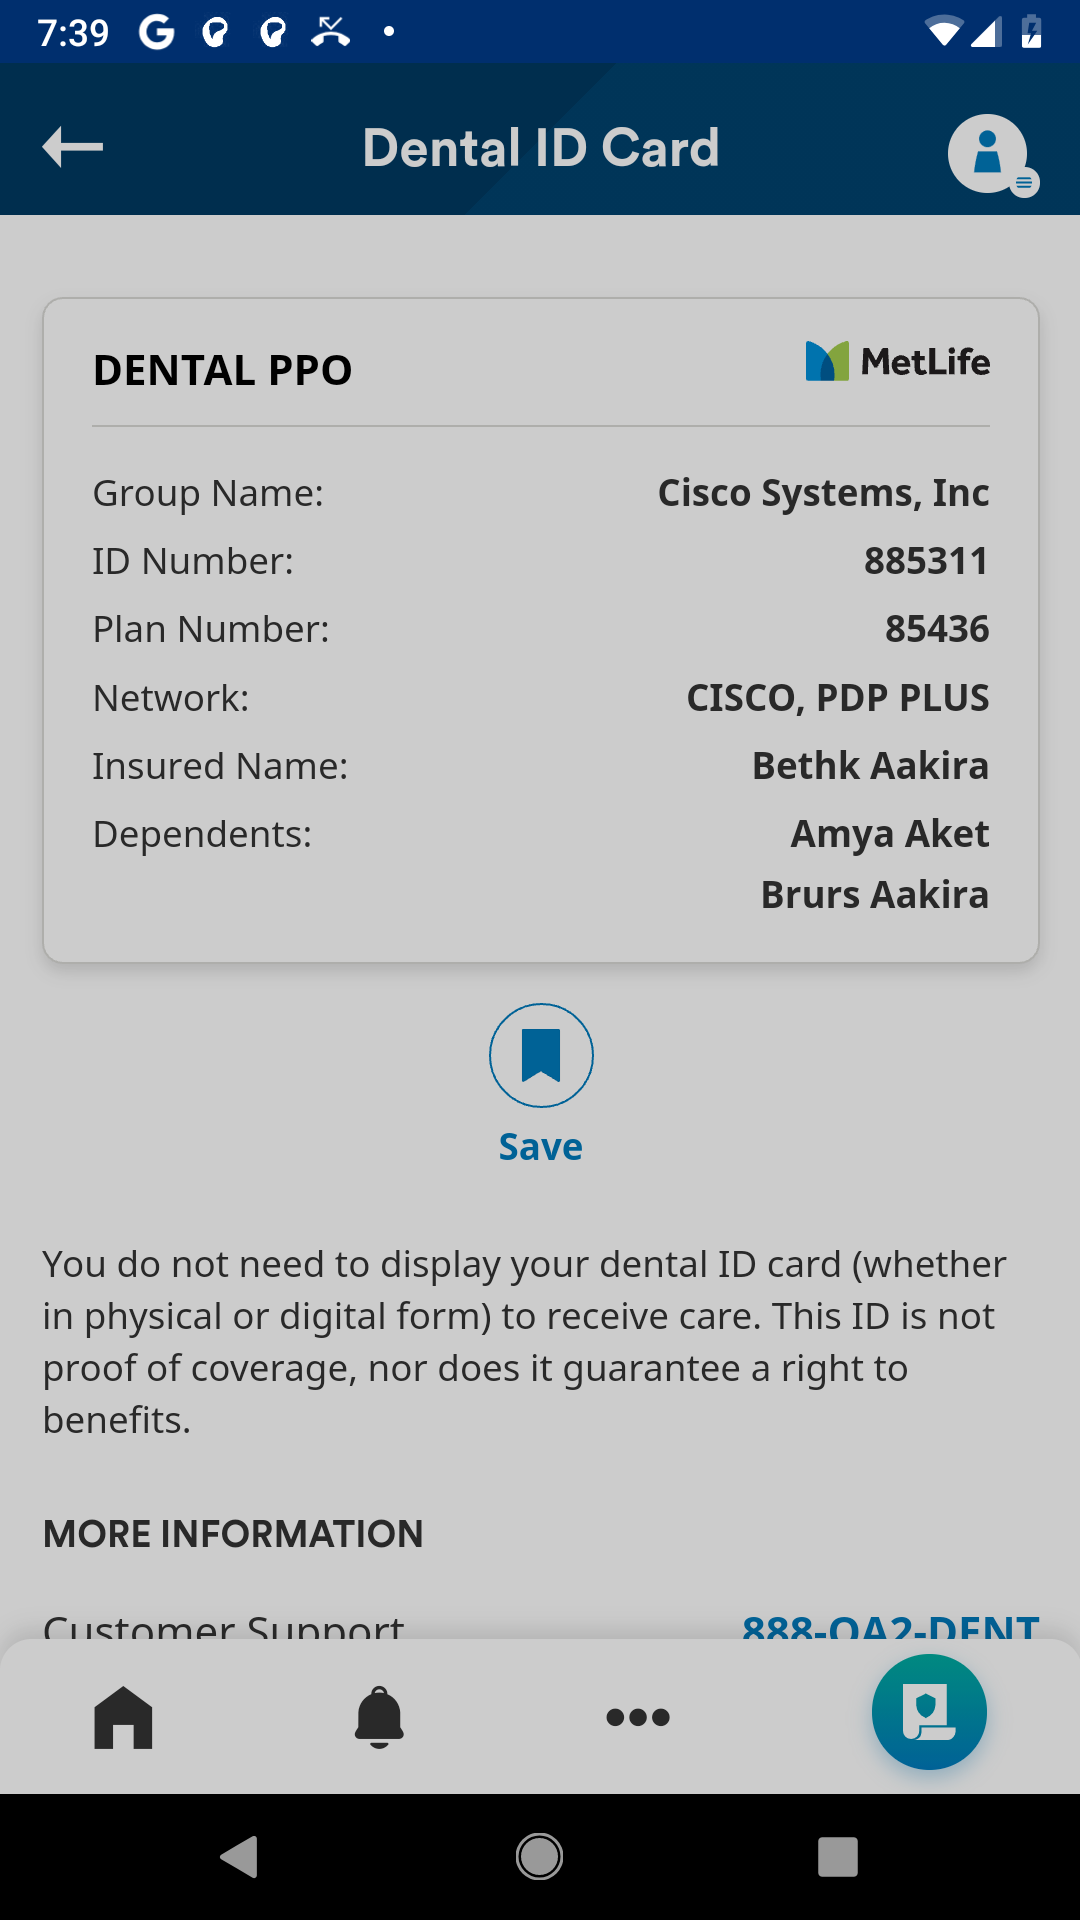 7:39
Dental ID Card
DENTAL PPO
MetLife
Group Name: Cisco Systems, Inc
ID Number: 885311
Plan Number: 85436
Network: CISCO, PDP PLUS
Insured Name: Bethk Aakira
Dependents: Amya Aket
Brurs Aakira
Save
You do not need to display your dental ID card (whether
in physical or digital form) to receive care. This ID is not
proof of coverage, nor does it guarantee a right to
benefits.
MORE INFORMATION
Customer Support 888-QA2-DENT